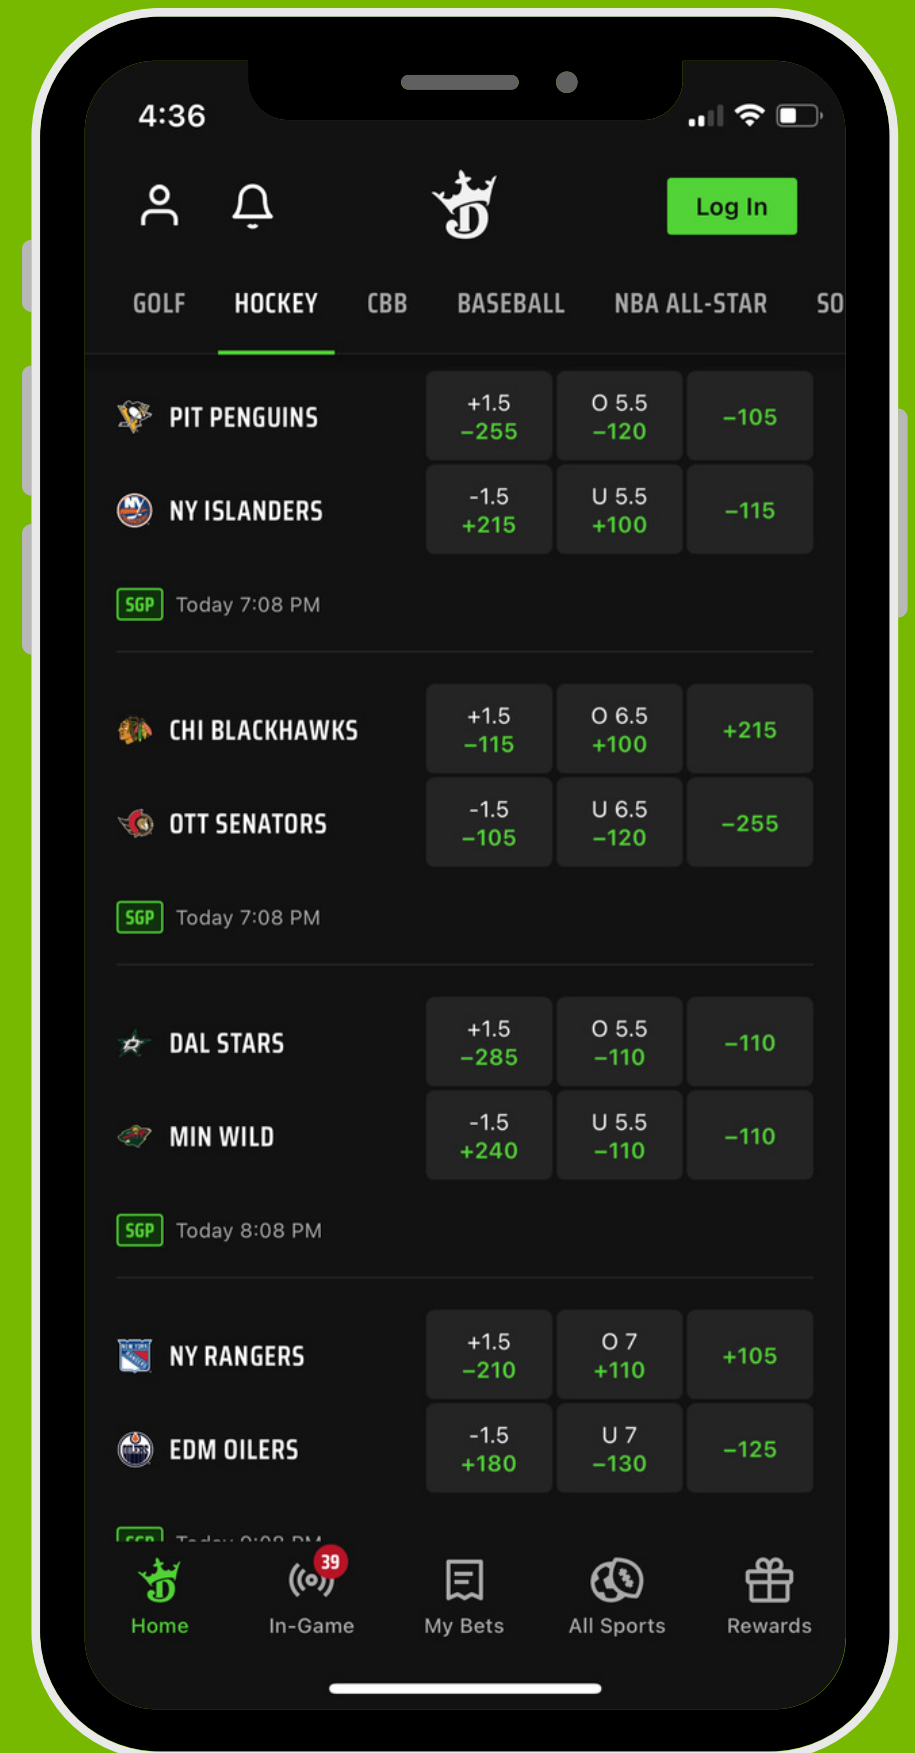 4:36
Log In
GOLF HOCKEY CBB BASEBALL NBA ALL-STAR SO
+1.5 O 5.5
PIT PENGUINS −105
−255 −120
-1.5 U 5.5
NY ISLANDERS −115
+215 +100
SGP Today 7:08 PM
+1.5 O 6.5
CHI BLACKHAWKS +215
−115 +100
-1.5 U 6.5
OTT SENATORS −255
−105 −120
SGP Today 7:08 PM
+1.5 O 5.5
DAL STARS −110
−285 −110
-1.5 U 5.5
MIN WILD −110
+240 −110
SGP Today 8:08 PM
+1.5 O 7
NY RANGERS +105
−210 +110
-1.5 U 7
EDM OILERS −125
+180 −130
SGP Today
39
Home In-Game My Bets All Sports Rewards